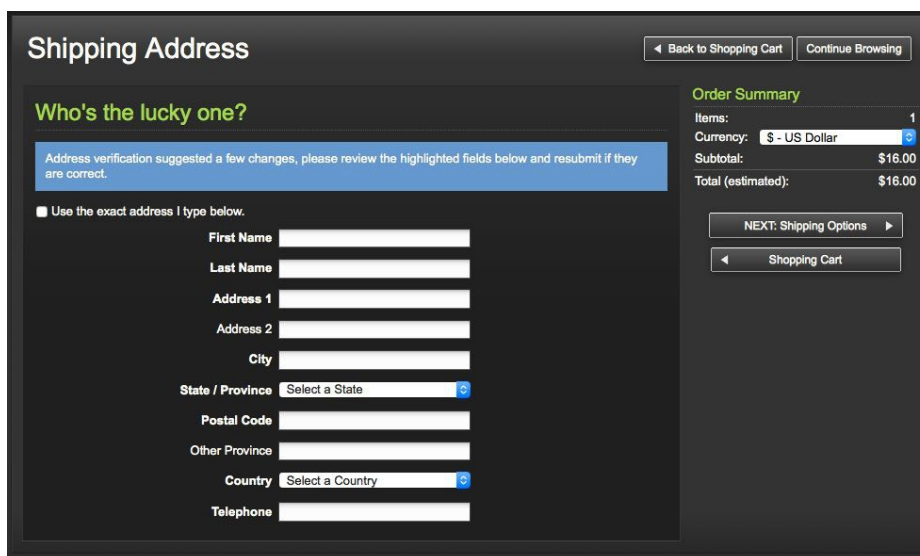 Shipping Address
Back to Shopping Cart
Continue Browsing
Who's the lucky one?
Address verification suggested a few changes, please review the highlighted fields below and resubmit if they
are correct.
Use the exact address I type below.
First Name
Last Name
Address 1
Address 2
City
State / Province Select a State
Postal Code
Other Province
Country Select a Country
Telephone
Order Summary
Items: 1
Currency: $ - US Dollar
Subtotal: $16.00
Total (estimated): $16.00
NEXT: Shipping Options
Shopping Cart